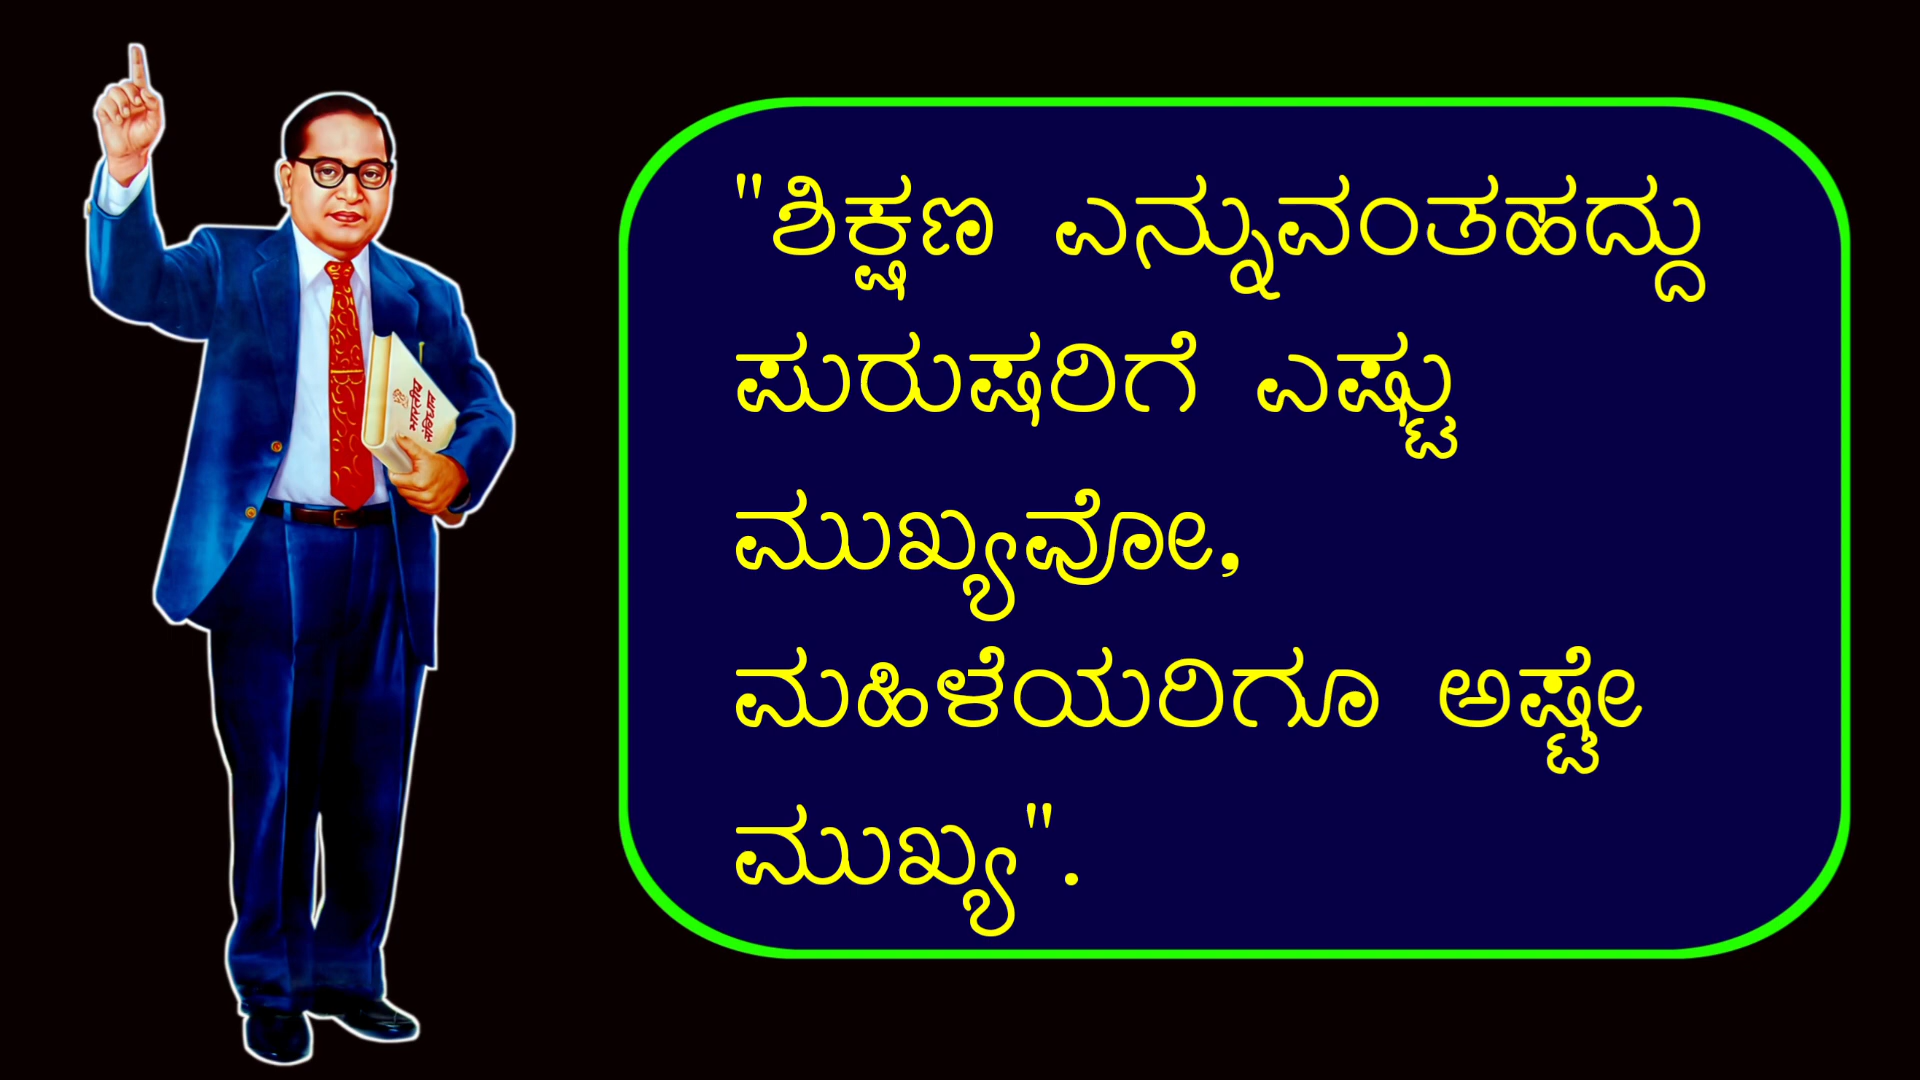 "ಶಿಕ್ಷಣ ಎನ್ನುವಂತಹದ್ದು
ಪುರುಷರಿಗೆ ಎಷ್ಟು
ಮುಖ್ಯವೋ,
ಮಹಿಳೆಯರಿಗೂ ಅಷ್ಟೇ
ಮುಖ್ಯ".